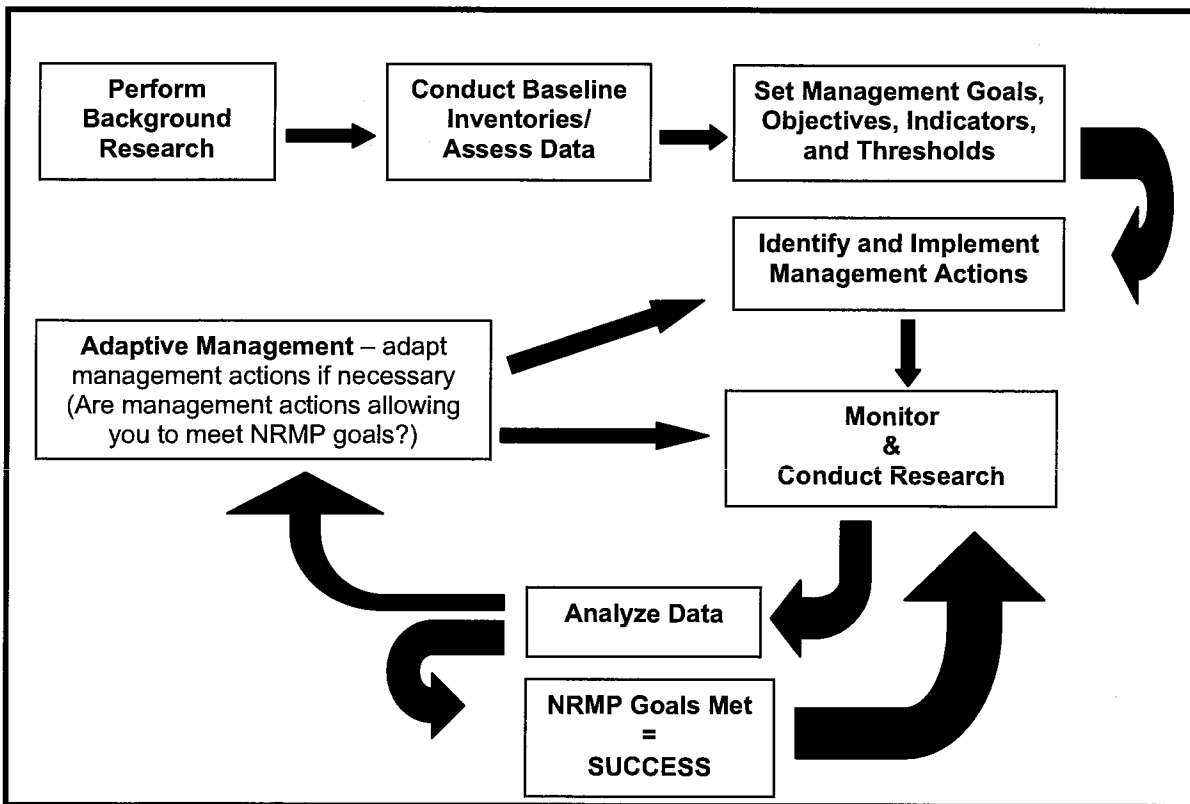 Perform
Background
Research
Conduct Baseline
Inventories/
Assess Data
Set Management Goals,
Objectives, Indicators,
and Thresholds
Identify and Implement
Management Actions
Adaptive Management – adapt
management actions if necessary
(Are management actions allowing
you to meet NRMP goals?)
Monitor
&
Conduct Research
Analyze Data
NRMP Goals Met
=
SUCCESS